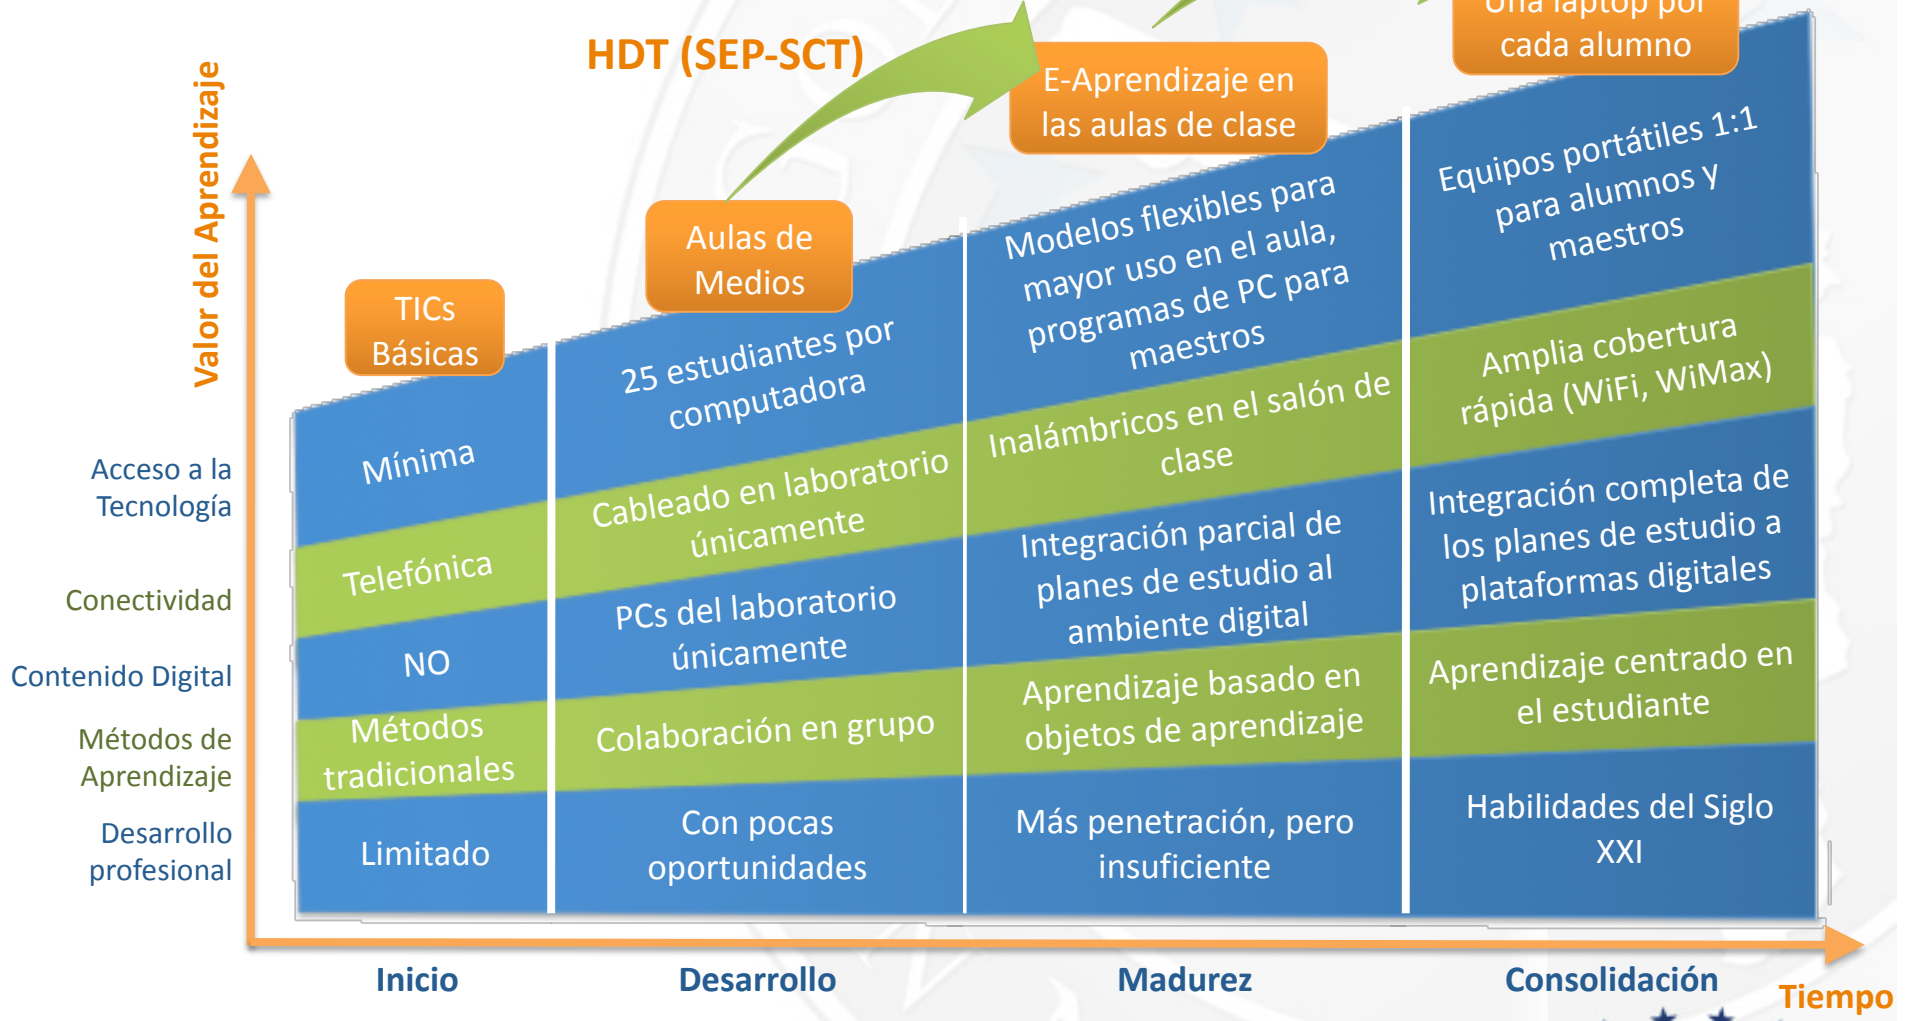 HDT (SEP-SCT)
Una laptop por
cada alumno
E-Aprendizaje en
las aulas de clase
Aulas de
Medios
TICs
Básicas
Valor del Aprendizaje
Acceso a la
Tecnología
Mínima
25 estudiantes por
computadora
Modelos flexibles para
mayor uso en el aula,
programas de PC para
maestros
Equipos portátiles 1:1
para alumnos y
maestros
Conectividad
Telefónica
Cableado en laboratorio
únicamente
Inalámbricos en el salón de
clase
Amplia cobertura
rápida (WiFi, WiMax)
Contenido Digital
NO
PCs del laboratorio
únicamente
Integración parcial de
planes de estudio al
ambiente digital
Integración completa de
los planes de estudio a
plataformas digitales
Métodos de
Aprendizaje
Métodos
tradicionales
Colaboración en grupo
Aprendizaje basado en
objetos de aprendizaje
Aprendizaje centrado en
el estudiante
Desarrollo
profesional
Limitado
Con pocas
oportunidades
Más penetración, pero
insuficiente
Habilidades del Siglo
XXI
Inicio
Desarrollo
Madurez
Consolidación
Tiempo